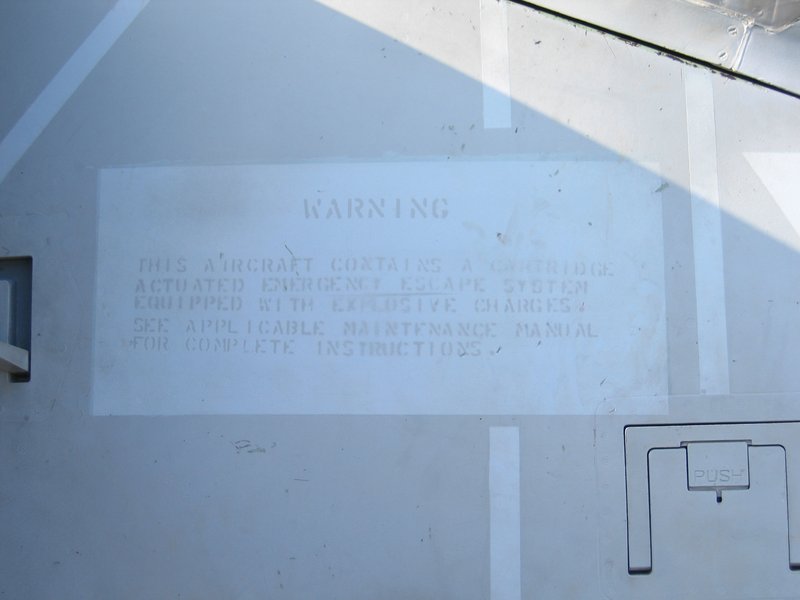 WARNING
THIS AIRCRAFT CONTAINS A CARTRIDGE
ACTUATED EMERGENCY ESCAPE SYSTEM
EQUIPPED WITH EXPLOSIVE CHARGES.
SEE APPLICABLE MAINTENANCE MANUAL
FOR COMPLETE INSTRUCTIONS.
PUSH